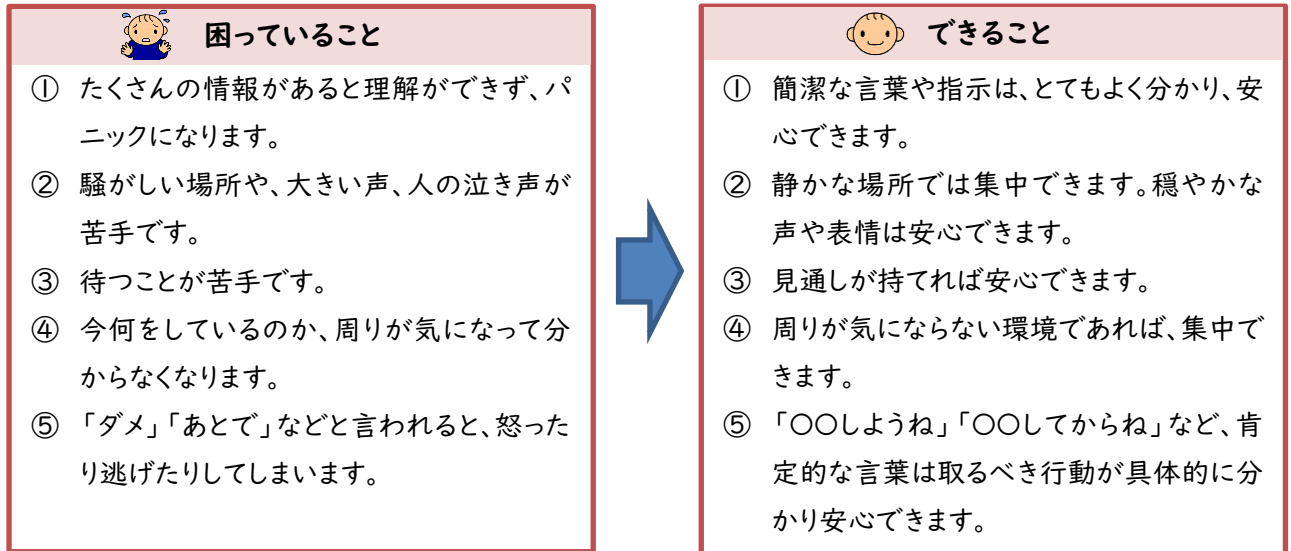 困っていること
① たくさんの情報があると理解ができず、パ
ニックになります。
② 騒がしい場所や、大きい声、人の泣き声が
苦手です。
③ 待つことが苦手です。
④ 今何をしているのか、周りが気になって分
からなくなります。
⑤ 「ダメ」「あとで」などと言われると、怒った
り逃げたりしてしまいます。
できること
① 簡潔な言葉や指示は、とてもよく分かり、安
心できます。
② 静かな場所では集中できます。穏やかな
声や表情は安心できます。
③ 見通しが持てれば安心できます。
④ 周りが気にならない環境であれば、集中で
きます。
⑤ 「〇〇しようね」「〇〇してからね」など、肯
定的な言葉は取るべき行動が具体的に分
かり安心できます。